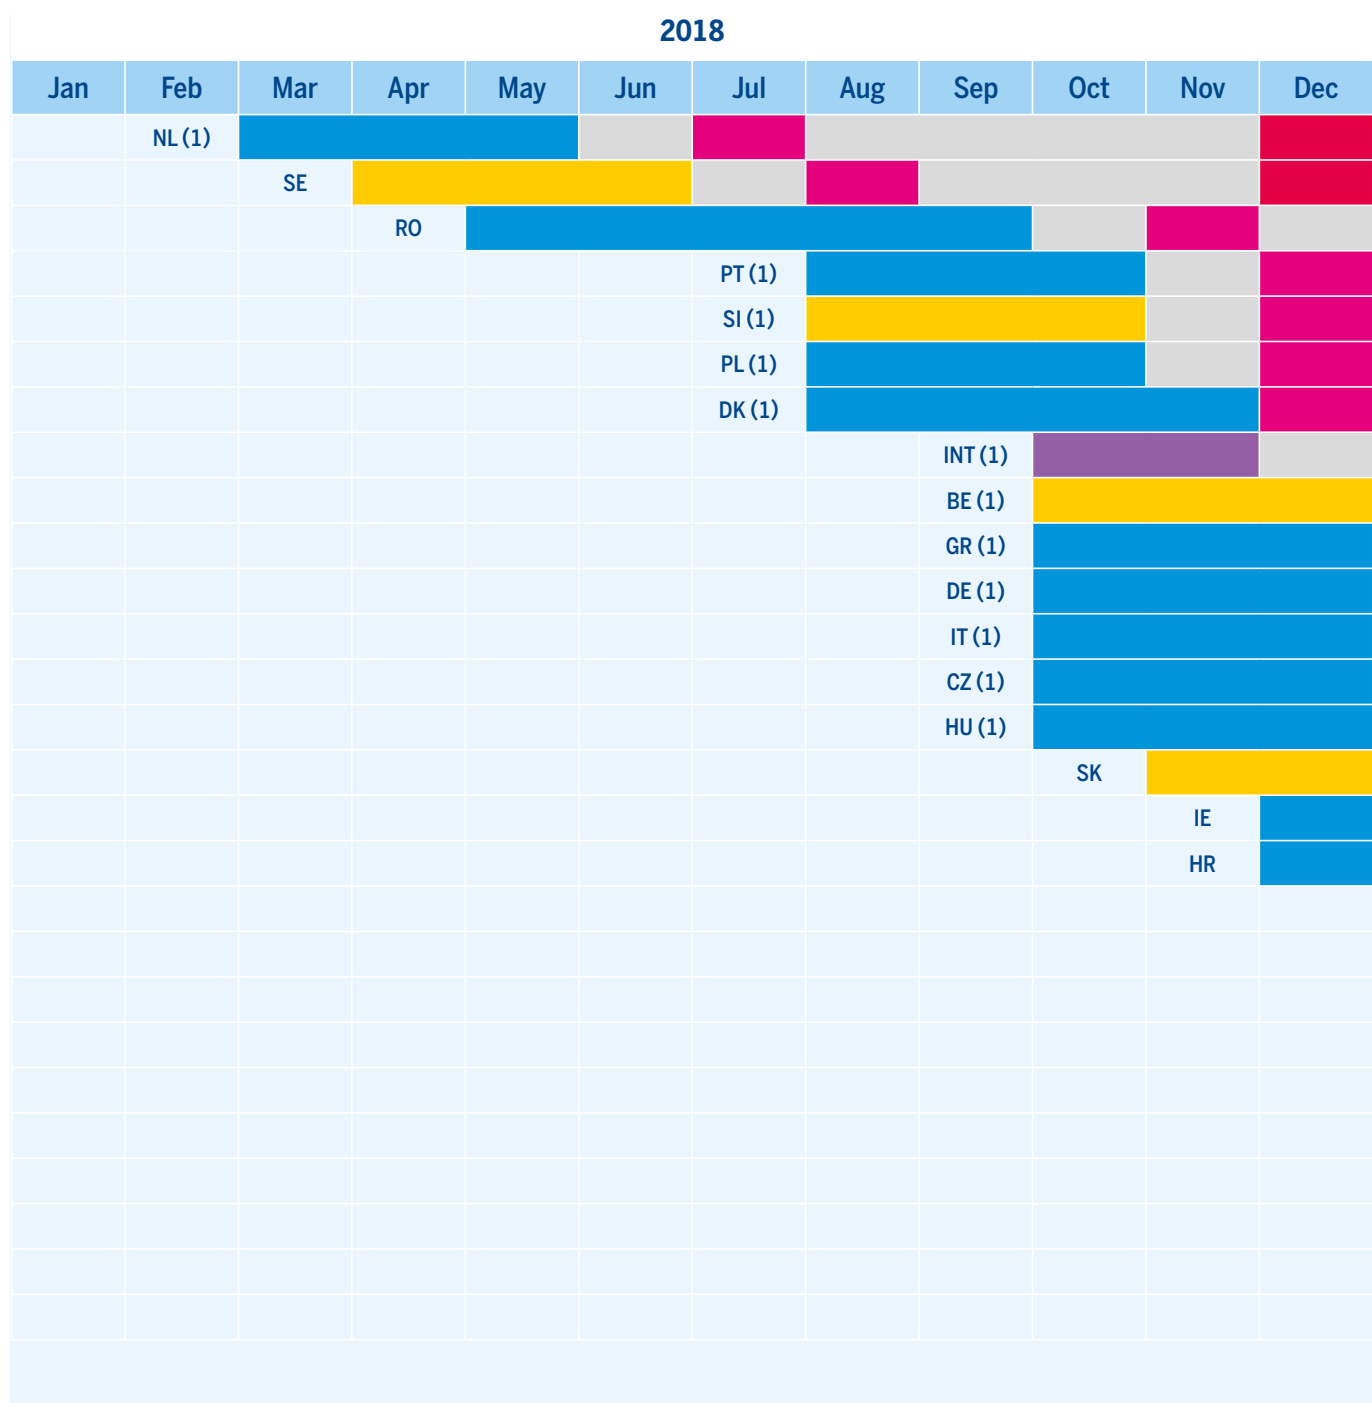 2018
Jan Feb Mar Apr May Jun Jul Aug Sep Oct Nov Dec
NL (1)
SE
RO
PT (1)
SI (1)
PL (1)
DK (1)
INT (1)
BE (1)
GR (1)
DE (1)
IT (1)
CZ (1)
HU (1)
SK
IE
HR